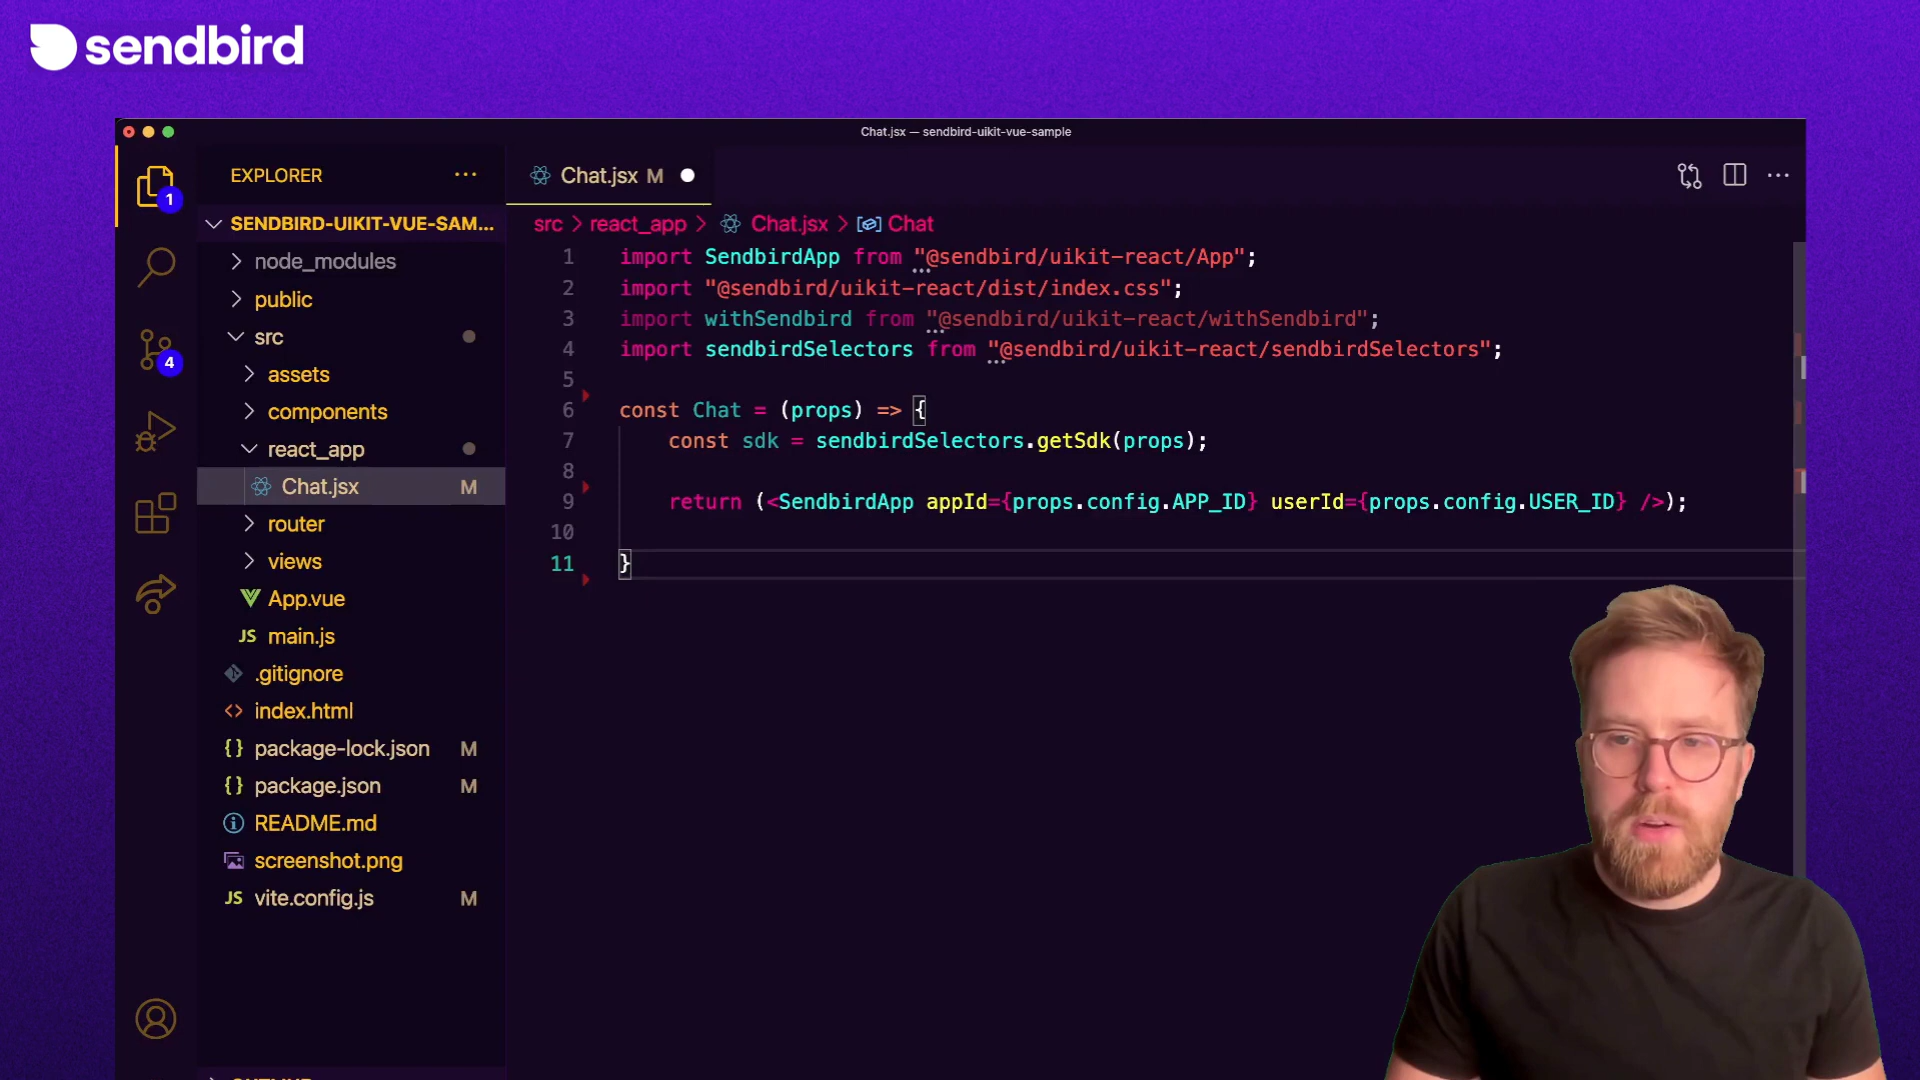 sendbird
Chat.jsx — sendbird-uikit-vue-sample
EXPLORER ...
Chat.jsx M
1
SENDBIRD-UIKIT-VUE-SAM...
src > react_app > Chat.jsx > Chat
node_modules
public
src
assets
4
components
react_app
Chat.jsx M
router
views
App.vue
JS main.js
.gitignore
index.html
{} package-lock.json M
{} package.json M
README.md
screenshot.png
JS vite.config.js M
1 import SendbirdApp from "@sendbird/uikit-react/App";
2 import "@sendbird/uikit-react/dist/index.css";
3 import withSendbird from "@sendbird/uikit-react/withSendbird";
4 import sendbirdSelectors from "@sendbird/uikit-react/sendbirdSelectors";
5
6 const Chat = (props) => {
7 const sdk = sendbirdSelectors.getSdk(props);
8
9 return (<SendbirdApp appId={props.config.APP_ID} userId={props.config.USER_ID} />);
10
11 }